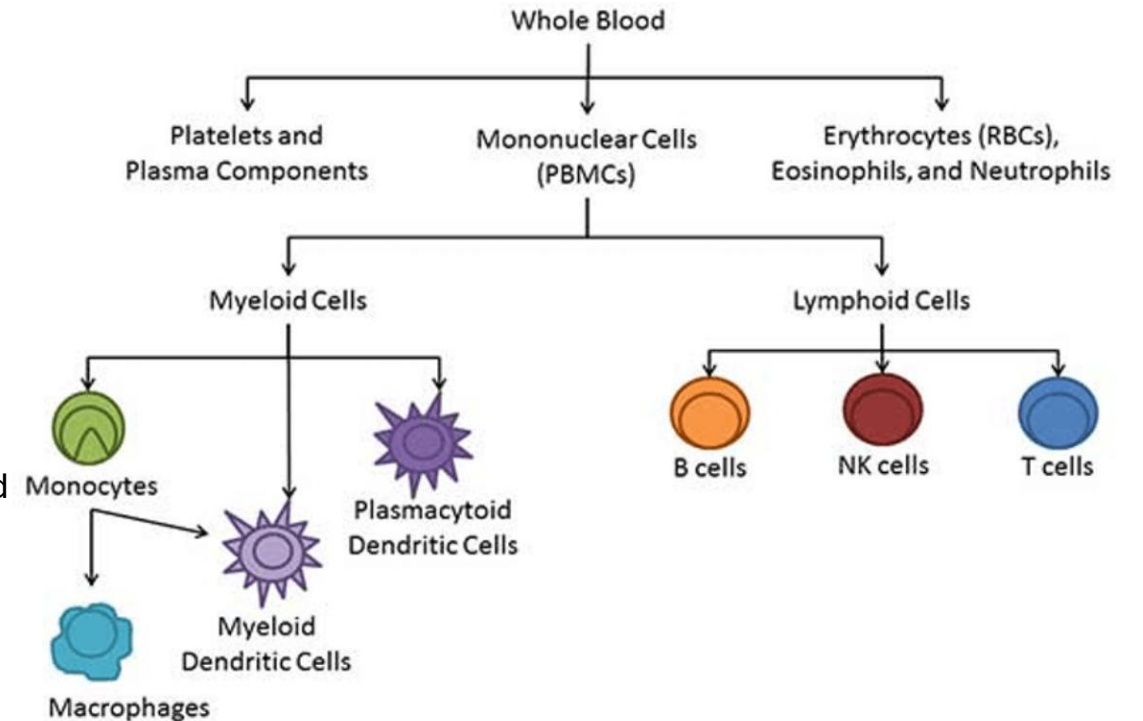 Whole Blood
Platelets and
Plasma Components
Mononuclear Cells
(PBMCs)
Erythrocytes (RBCs),
Eosinophils, and Neutrophils
Myeloid Cells
Lymphoid Cells
d
Monocytes
Plasmacytoid
Dendritic Cells
B cells
NK cells
T cells
Myeloid
Dendritic Cells
Macrophages